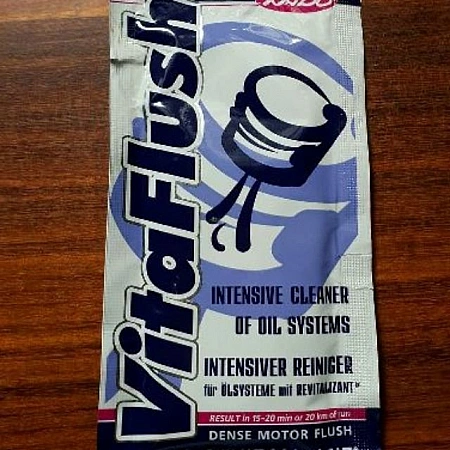 VitaFlush
INTENSIVE CLEANER
OF OIL SYSTEMS
INTENSIVER REINIGER
für ÖLSYSTEME mit REVITALIZANT®
RESULT in 15-20 min or 20 km of run
DENSE MOTOR FLUSH